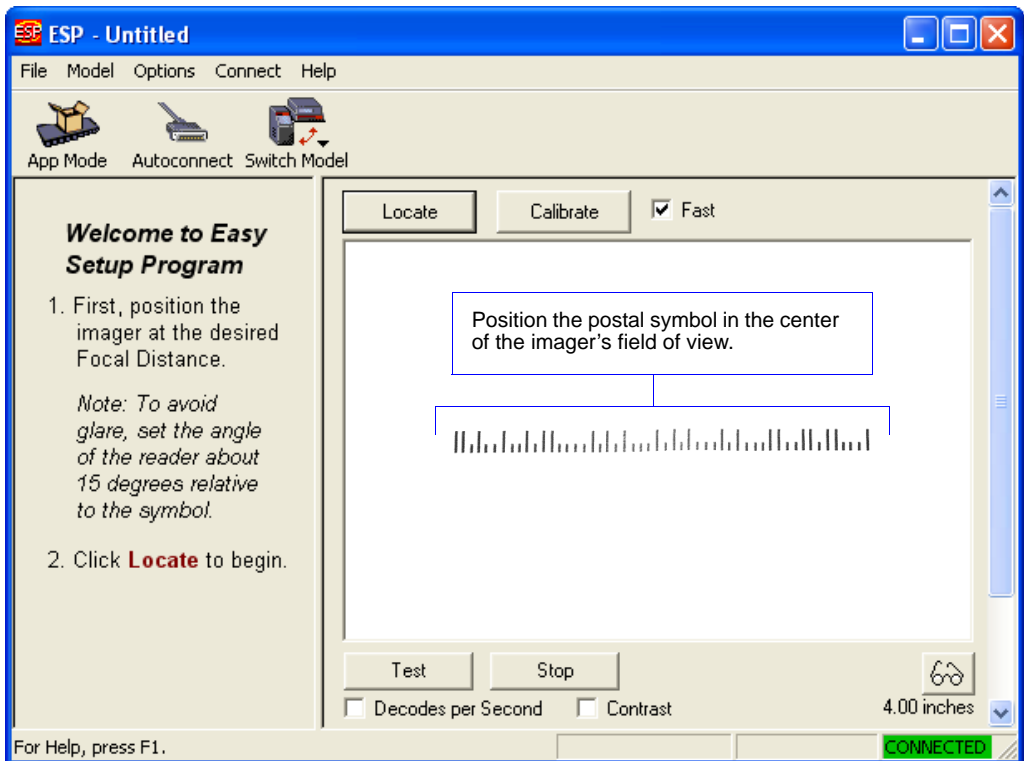 ESP - Untitled
File Model Options Connect Help
App Mode Autoconnect Switch Model
Welcome to Easy
Setup Program
1. First, position the
imager at the desired
Focal Distance.
Note: To avoid
glare, set the angle
of the reader about
15 degrees relative
to the symbol.
2. Click Locate to begin.
Locate Calibrate Fast
Position the postal symbol in the center
of the imager's field of view.
Test Stop
Decodes per Second Contrast 4.00 inches
For Help, press F1. CONNECTED